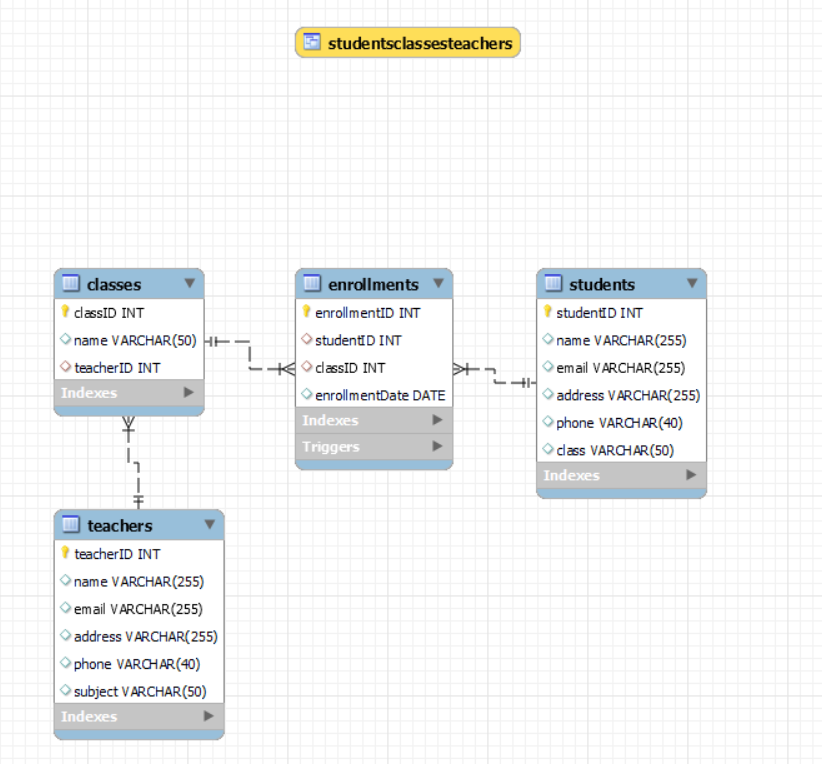 studentsclassesteachers
classes
classID INT
name VARCHAR(50)
teacherID INT
Indexes
enrollments
enrollmentID INT
studentID INT
classID INT
enrollmentDate DATE
Indexes
Triggers
students
studentID INT
name VARCHAR(255)
email VARCHAR(255)
address VARCHAR(255)
phone VARCHAR(40)
class VARCHAR(50)
Indexes
teachers
teacherID INT
name VARCHAR(255)
email VARCHAR(255)
address VARCHAR(255)
phone VARCHAR(40)
subject VARCHAR(50)
Indexes